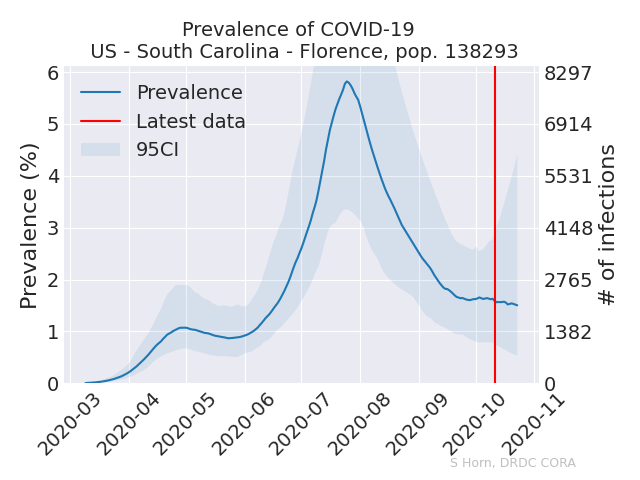 Prevalence of COVID-19
US - South Carolina - Florence, pop. 138293
Prevalence (%)
6
5
4
3
2
1
0
Prevalence
Latest data
95CI
8297
6914
5531
4148
2765
1382
0
# of infections
2020-03
2020-04
2020-05
2020-06
2020-07
2020-08
2020-09
2020-10
2020-11
S Horn, DRDC CORA